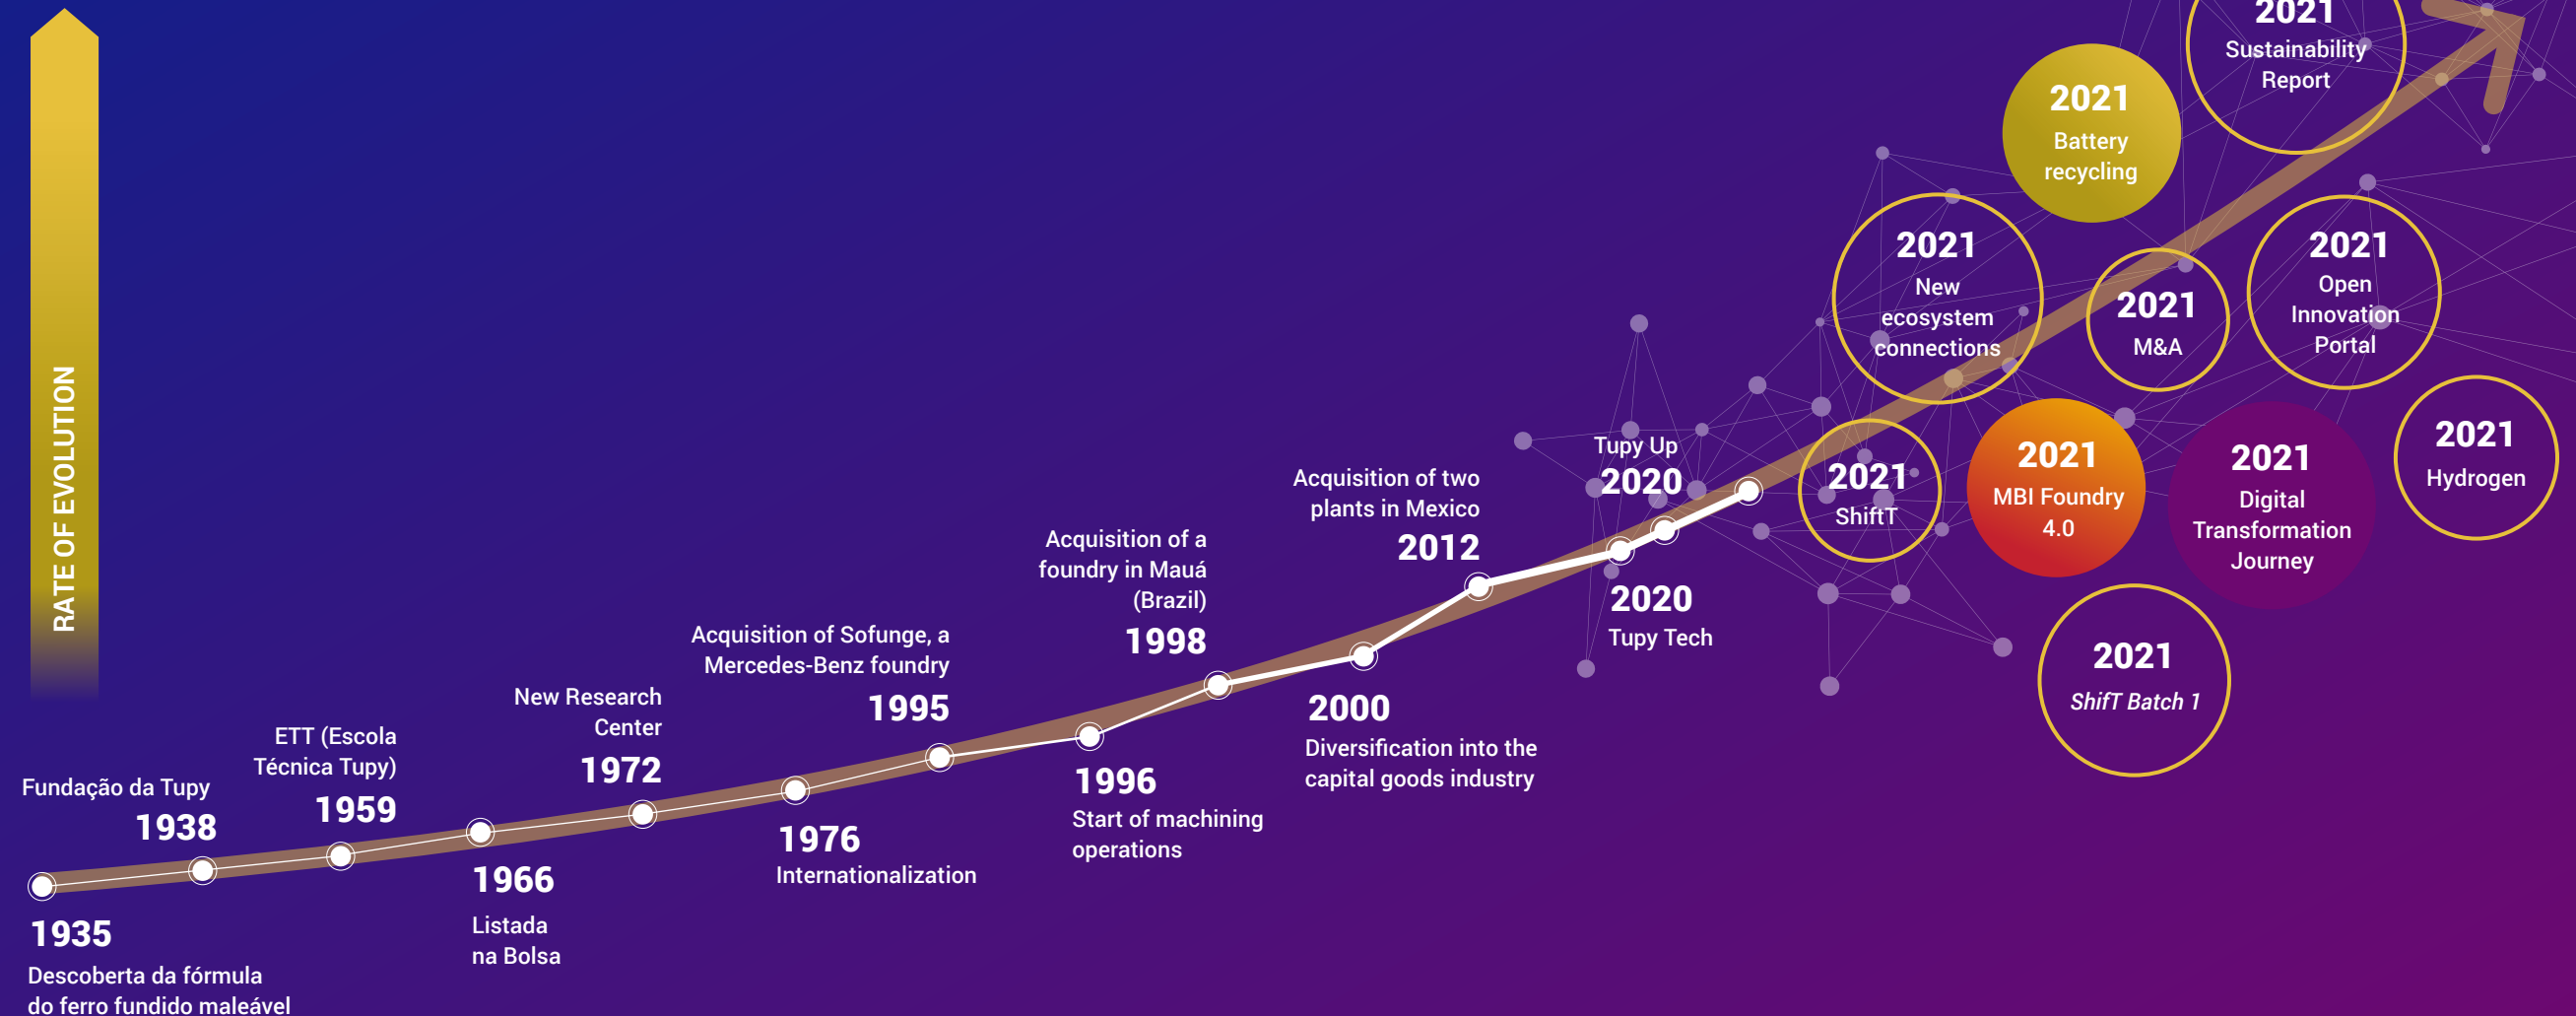 RATE OF EVOLUTION
1935
Descoberta da fórmula
do ferro fundido maleável
Fundação da Tupy
1938
ETT (Escola
Técnica Tupy)
1959
1966
Listada
na Bolsa
New Research
Center
1972
1976
Internationalization
Acquisition of Sofunge, a
Mercedes-Benz foundry
1995
1996
Start of machining
operations
Acquisition of a
foundry in Mauá
(Brazil)
1998
2000
Diversification into the
capital goods industry
Acquisition of two
plants in Mexico
2012
Tupy Up
2020
2020
Tupy Tech
2021
ShiftT
2021
New
ecosystem
connections
2021
Battery
recycling
2021
Sustainability
Report
2021
M&A
2021
Open
Innovation
Portal
2021
MBI Foundry
4.0
2021
Digital
Transformation
Journey
2021
Hydrogen
2021
ShifT Batch 1